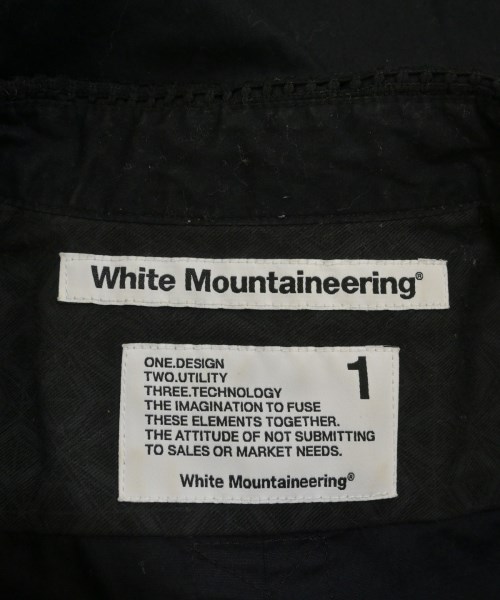 White Mountaineering®
1
ONE.DESIGN
TWO.UTILITY
THREE.TECHNOLOGY
THE IMAGINATION TO FUSE
THESE ELEMENTS TOGETHER.
THE ATTITUDE OF NOT SUBMITTING
TO SALES OR MARKET NEEDS.
White Mountaineering®